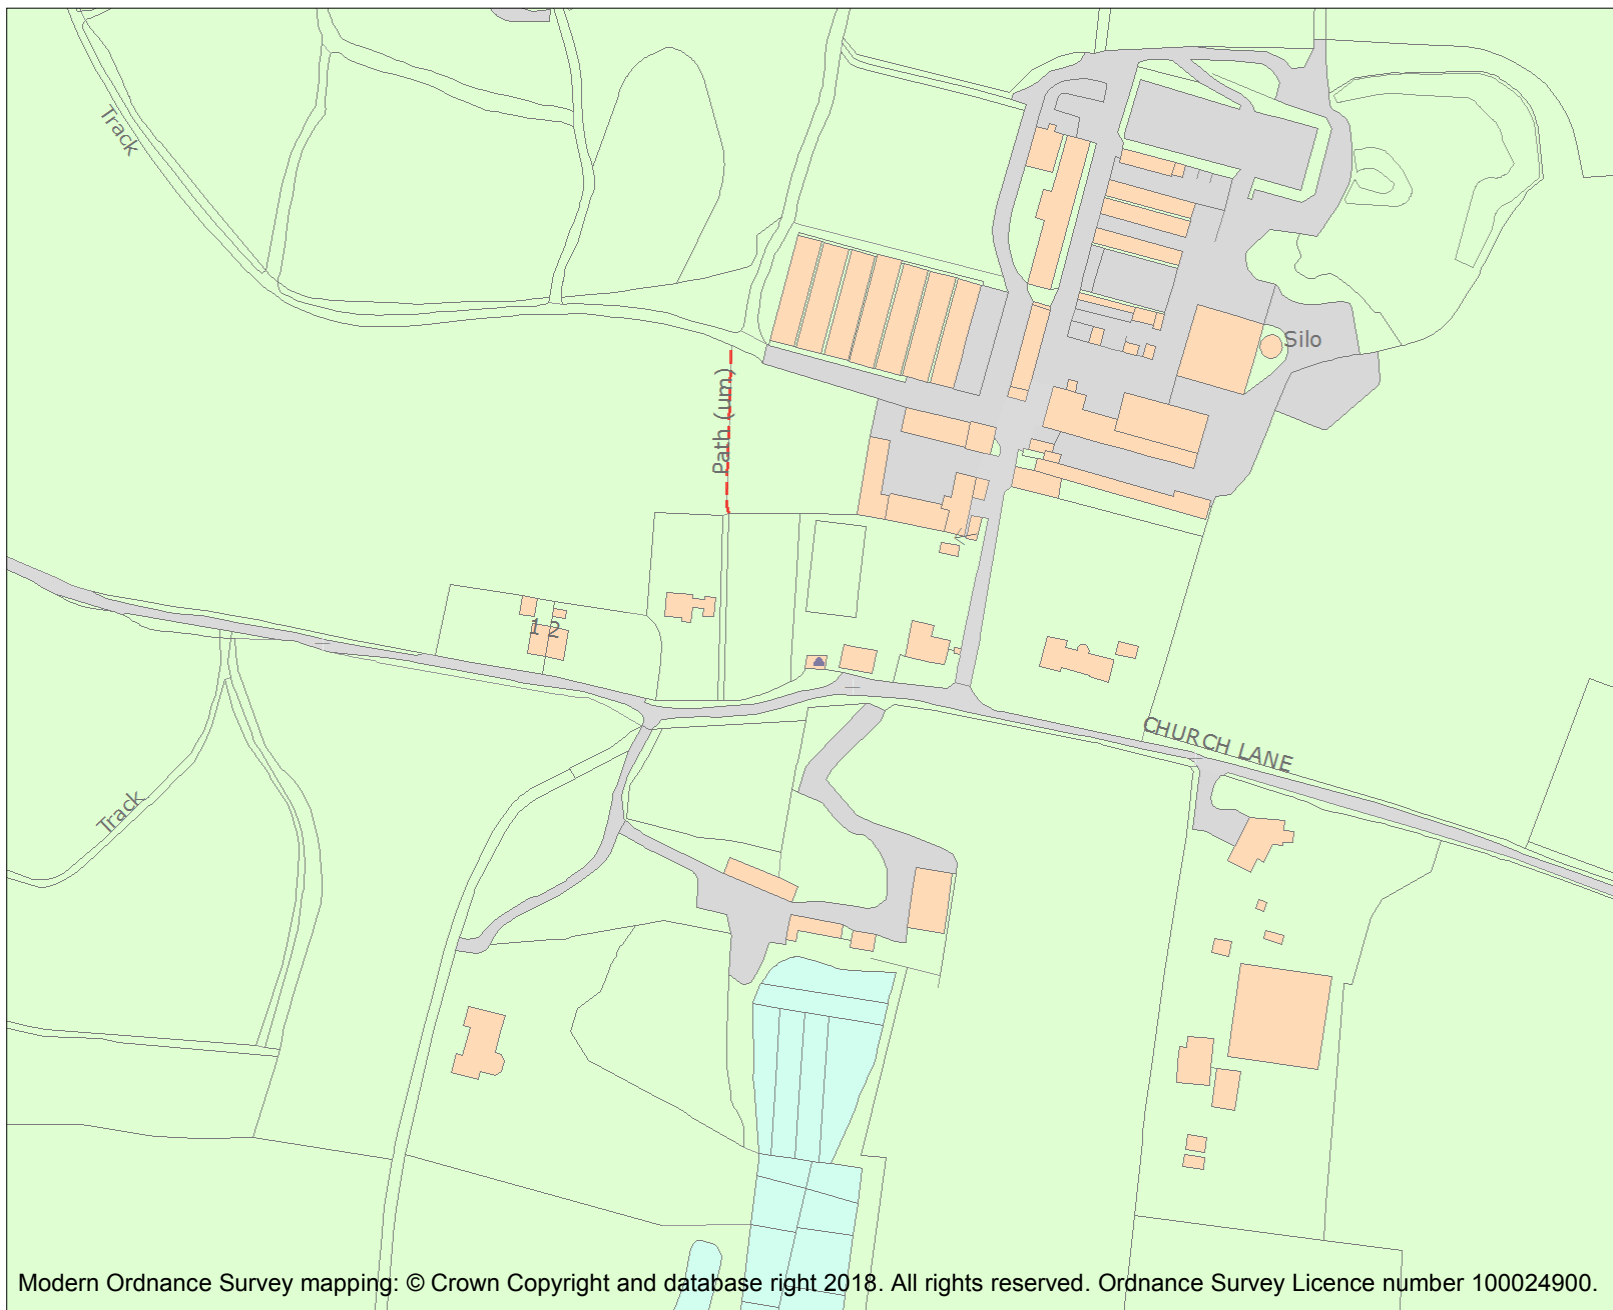 Track
Silo
Path (um)
1 2
CHURCH LANE
Track
Modern Ordnance Survey mapping: © Crown Copyright and database right 2018. All rights reserved. Ordnance Survey Licence number 100024900.